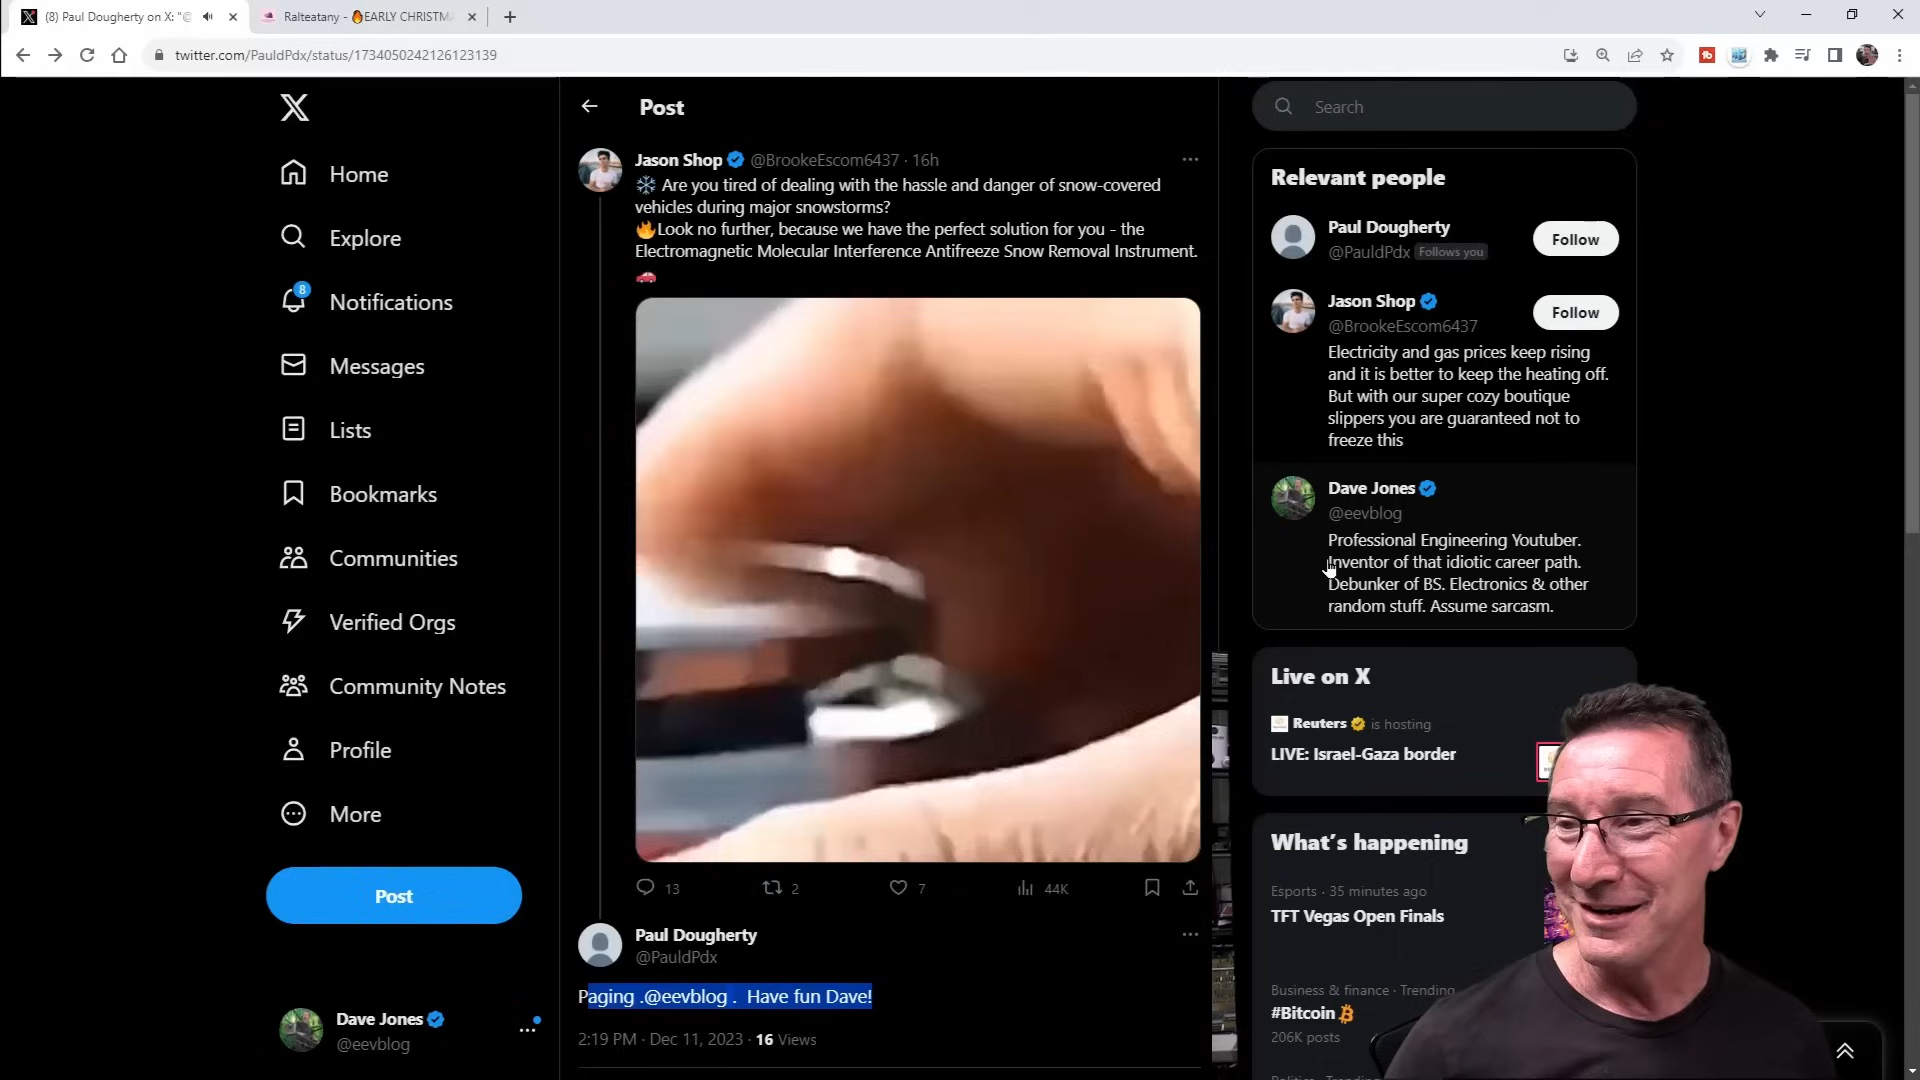 (8) Paul Dougherty on X: "@
Ralteatany - 🔥EARLY CHRISTMA
twitter.com/PauldPdx/status/1734050242126123139
Home
Explore
8
Notifications
Messages
Lists
Bookmarks
Communities
Verified Orgs
Community Notes
Profile
More
Post
Dave Jones
@eevblog
Post
Jason Shop @BrookeEscom6437 · 16h
❄️ Are you tired of dealing with the hassle and danger of snow-covered
vehicles during major snowstorms?
🔥Look no further, because we have the perfect solution for you - the
Electromagnetic Molecular Interference Antifreeze Snow Removal Instrument.
🚗
13
2
7
44K
Paul Dougherty
@PauldPdx
Paging .@eevblog . Have fun Dave!
2:19 PM · Dec 11, 2023 · 16 Views
Search
Relevant people
Paul Dougherty
@PauldPdx Follows you
Follow
Jason Shop
@BrookeEscom6437
Follow
Electricity and gas prices keep rising
and it is better to keep the heating off.
But with our super cozy boutique
slippers you are guaranteed not to
freeze this
Dave Jones
@eevblog
Professional Engineering Youtuber.
Inventor of that idiotic career path.
Debunker of BS. Electronics & other
random stuff. Assume sarcasm.
Live on X
Reuters is hosting
LIVE: Israel-Gaza border
What's happening
Esports · 35 minutes ago
TFT Vegas Open Finals
Business & finance · Trending
#Bitcoin
206K posts